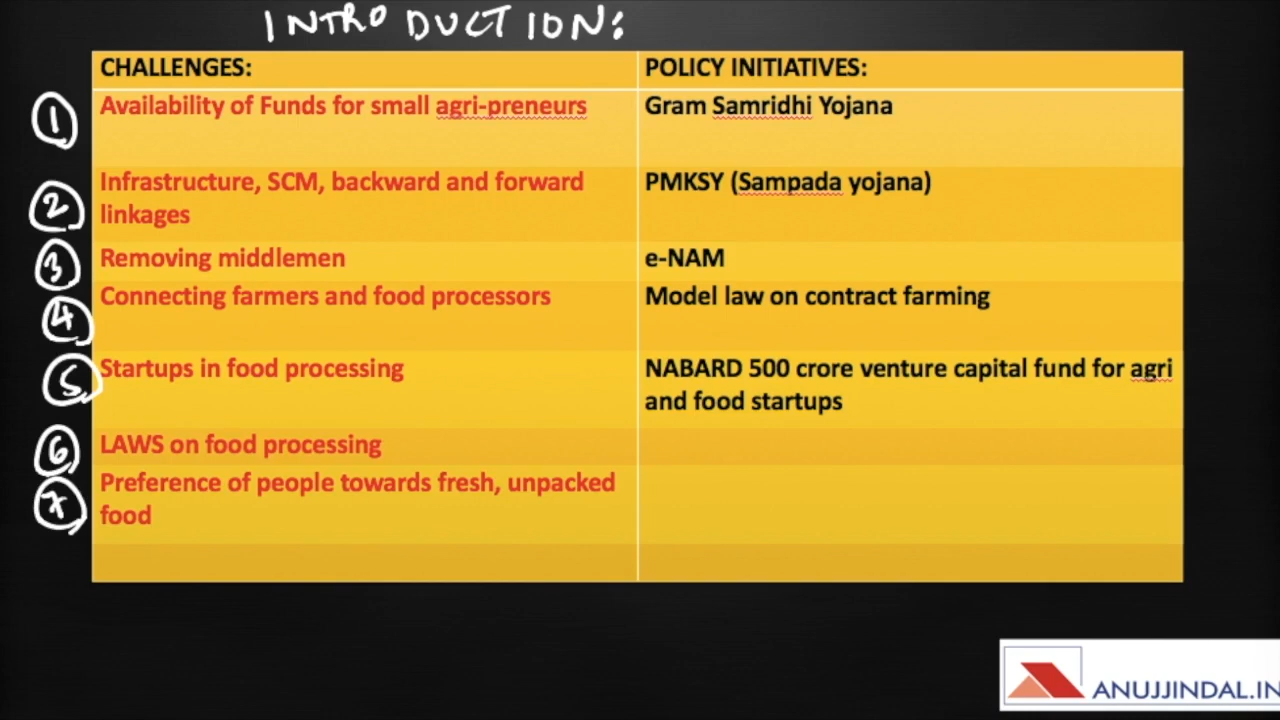 INTRODUCTION:
CHALLENGES:
POLICY INITIATIVES:
1
Availability of Funds for small agri-preneurs
Gram Samridhi Yojana
2
Infrastructure, SCM, backward and forward
linkages
PMKSY (Sampada yojana)
3
Removing middlemen
e-NAM
4
Connecting farmers and food processors
Model law on contract farming
5
Startups in food processing
NABARD 500 crore venture capital fund for agri
and food startups
6
LAWS on food processing
7
Preference of people towards fresh, unpacked
food
ANUJJINDAL.IN